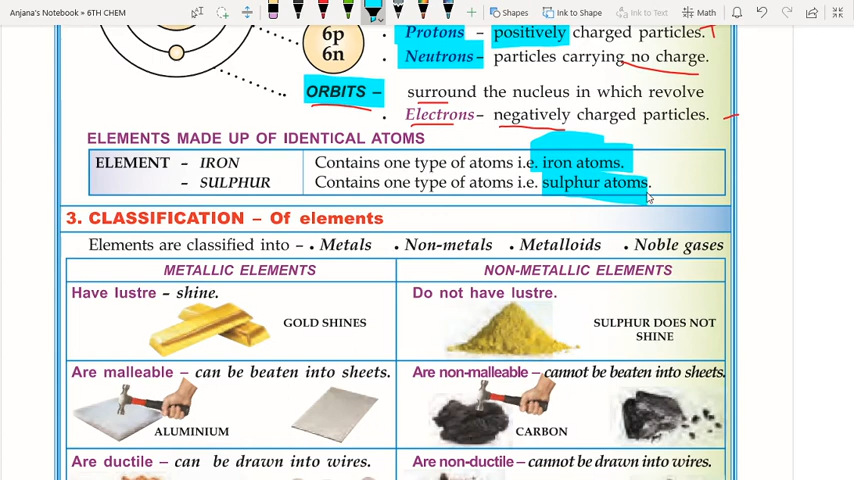 Anjana's Notebook » 6TH CHEM
Shapes
Ink to Shape
Ink to Text
Math
6p
6n
• Protons – positively charged particles.
• Neutrons – particles carrying no charge.
ORBITS – surround the nucleus in which revolve
• Electrons – negatively charged particles.
ELEMENTS MADE UP OF IDENTICAL ATOMS
ELEMENT – IRON Contains one type of atoms i.e. iron atoms.
– SULPHUR Contains one type of atoms i.e. sulphur atoms.
3. CLASSIFICATION – Of elements
Elements are classified into – • Metals • Non-metals • Metalloids • Noble gases
METALLIC ELEMENTS
NON-METALLIC ELEMENTS
Have lustre – shine.
Do not have lustre.
GOLD SHINES
SULPHUR DOES NOT
SHINE
Are malleable – can be beaten into sheets.
Are non-malleable – cannot be beaten into sheets.
ALUMINIUM
CARBON
Are ductile – can be drawn into wires.
Are non-ductile – cannot be drawn into wires.